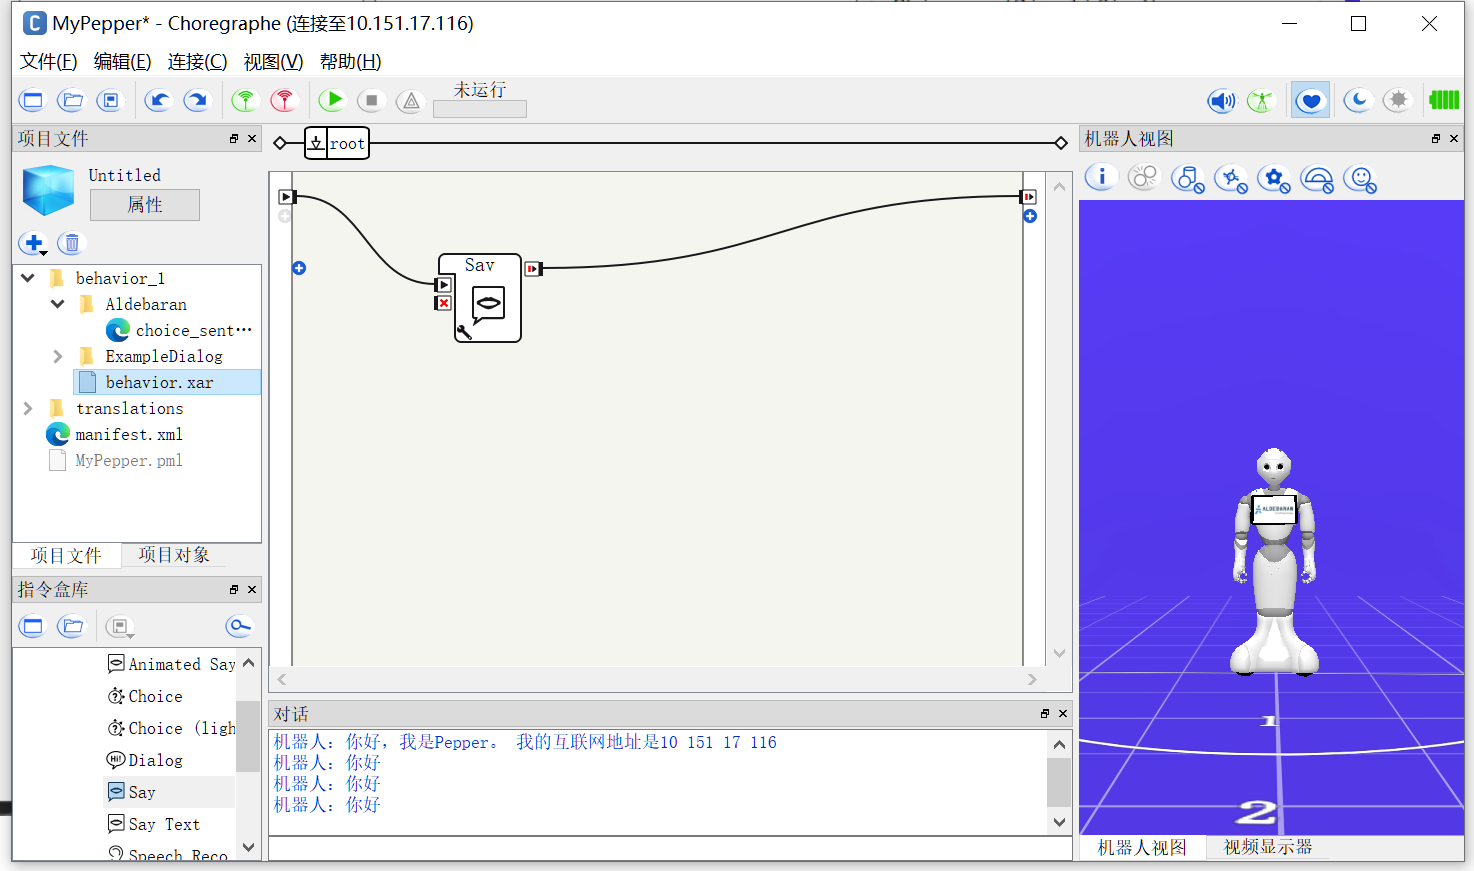 MyPepper* - Choregraphe (连接至10.151.17.116)
文件(F) 编辑(E) 连接(C) 视图(V) 帮助(H)
未运行
项目文件
Untitled
属性
behavior_1
Aldebaran
choice_sent…
ExampleDialog
behavior.xar
translations
manifest.xml
MyPepper.pml
项目文件 项目对象
指令盒库
Animated Say
Choice
Choice (ligh
Dialog
Say
Say Text
Speech Reco
root
Say
对话
机器人: 你好，我是Pepper。 我的互联网地址是10 151 17 116
机器人: 你好
机器人: 你好
机器人: 你好
机器人视图
ALDEBARAN
1
2
机器人视图 视频显示器